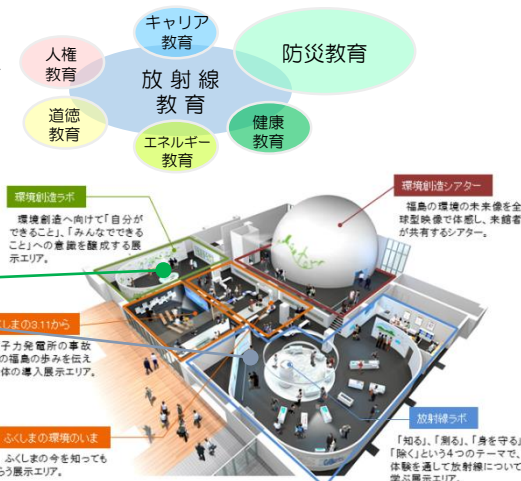 キャリア
教育
人権
教育
防災教育
放射線
教育
道徳
教育
健康
教育
エネルギー
教育
環境創造ラボ
環境創造へ向けて「自分が
できること」、「みんなでできる
こと」への意識を醸成する展
示エリア。
環境創造シアター
福島の環境の未来像を全
球型映像で体感し、来館者
が共有するシアター。
くしまの3.11から
子力発電所の事故
の福島の歩みを伝え
体の導入展示エリア。
ふくしまの環境のいま
ふくしまの今を知っても
らう展示エリア。
放射線ラボ
「知る」、「測る」、「身を守る」
「除く」という4つのテーマで、
体験を通して放射線について
学ぶ展示エリア。